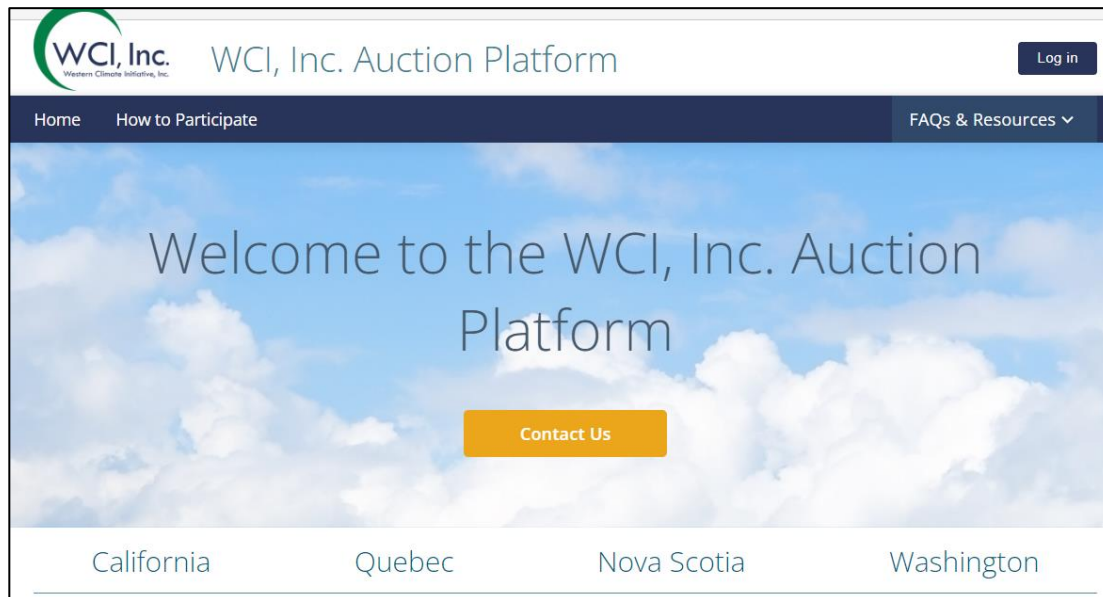 WCI, Inc.
Western Climate Initiative, Inc.
WCI, Inc. Auction Platform
Log in
Home
How to Participate
FAQs & Resources
Welcome to the WCI, Inc. Auction
Platform
Contact Us
California
Quebec
Nova Scotia
Washington